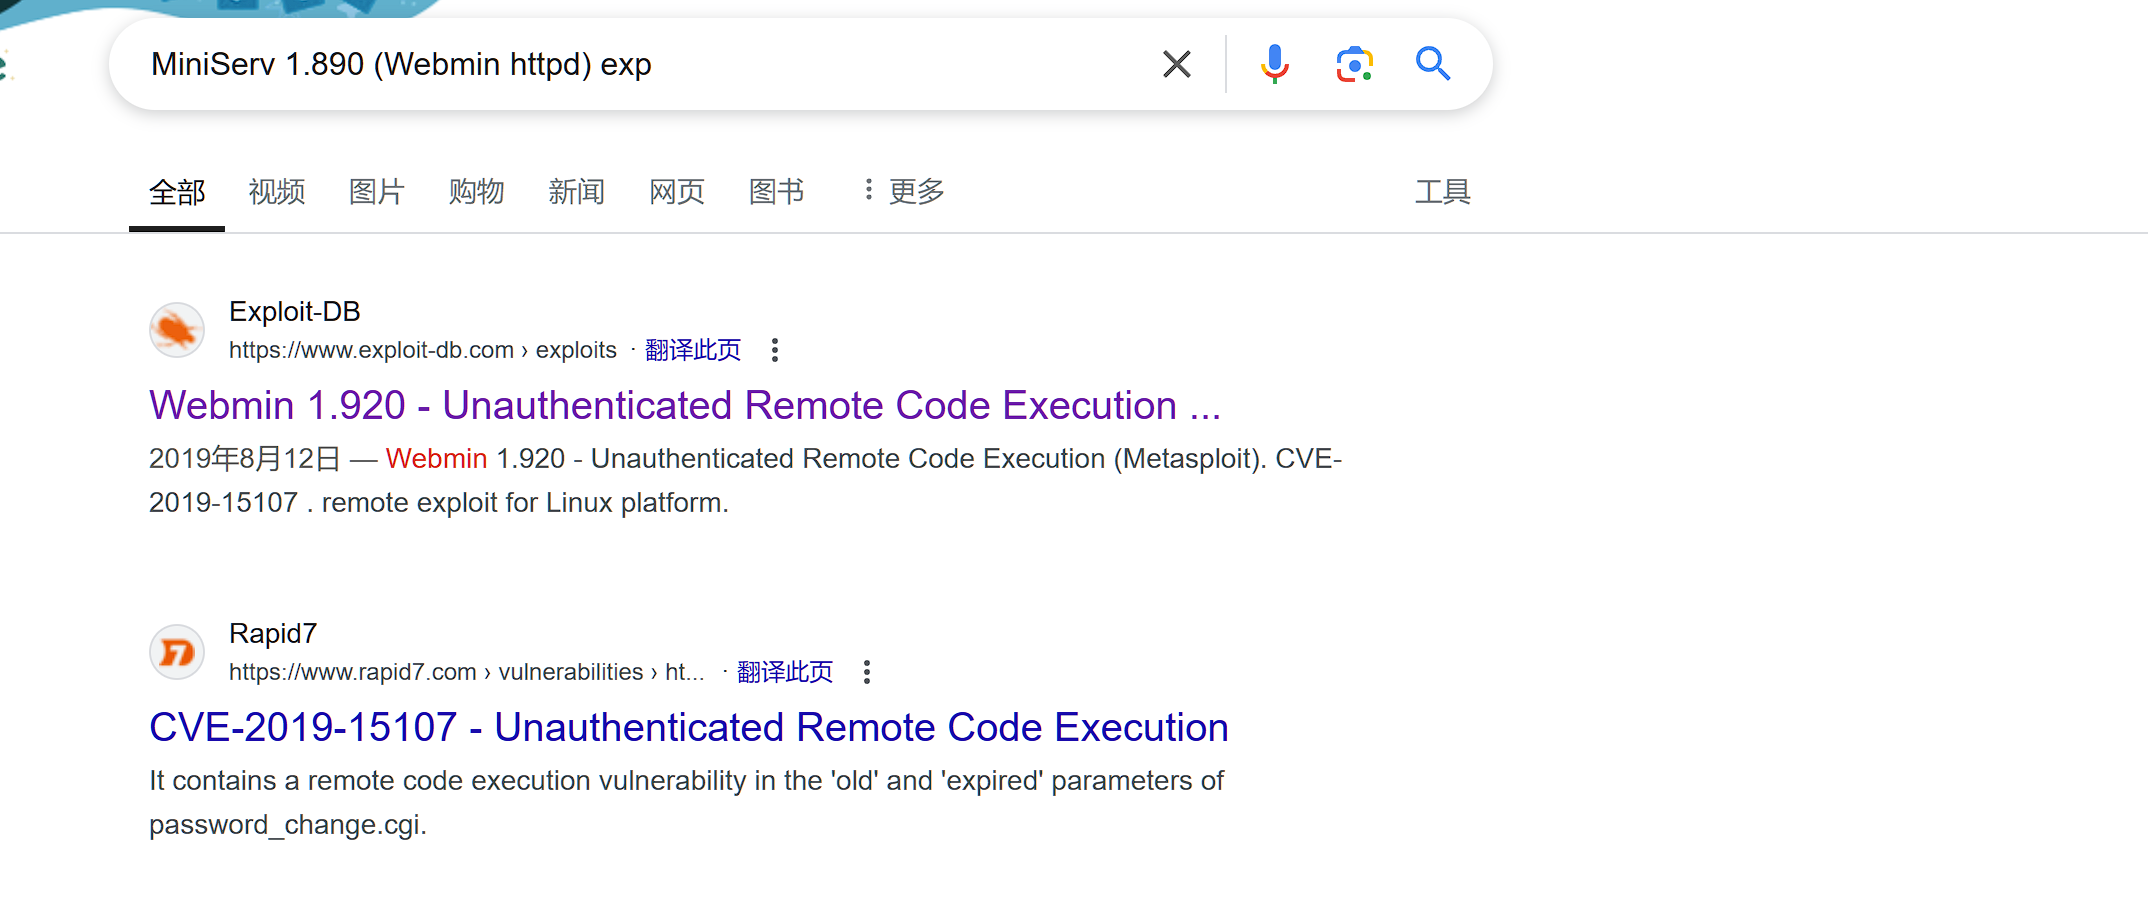 MiniServ 1.890 (Webmin httpd) exp
全部 视频 图片 购物 新闻 网页 图书 更多 工具
Exploit-DB
https://www.exploit-db.com › exploits · 翻译此页
Webmin 1.920 - Unauthenticated Remote Code Execution ...
2019年8月12日 — Webmin 1.920 - Unauthenticated Remote Code Execution (Metasploit). CVE-
2019-15107 . remote exploit for Linux platform.
Rapid7
https://www.rapid7.com › vulnerabilities › ht... · 翻译此页
CVE-2019-15107 - Unauthenticated Remote Code Execution
It contains a remote code execution vulnerability in the 'old' and 'expired' parameters of
password_change.cgi.